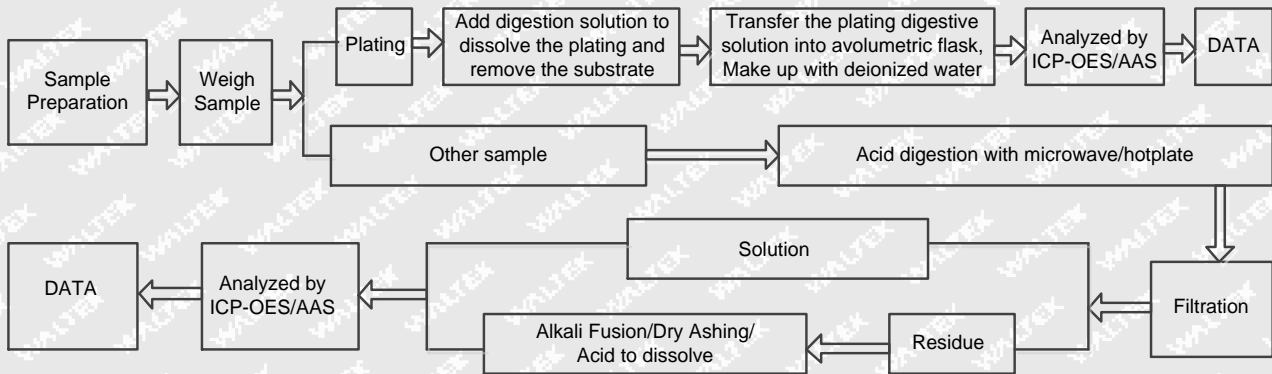 Sample
Preparation
Weigh
Sample
Plating
Add digestion solution to
dissolve the plating and
remove the substrate
Transfer the plating digestive
solution into avolumetric flask,
Make up with deionized water
Analyzed by
ICP-OES/AAS
DATA
Other sample
Acid digestion with microwave/hotplate
Filtration
Solution
Residue
Alkali Fusion/Dry Ashing/
Acid to dissolve
Analyzed by
ICP-OES/AAS
DATA
WALTEK